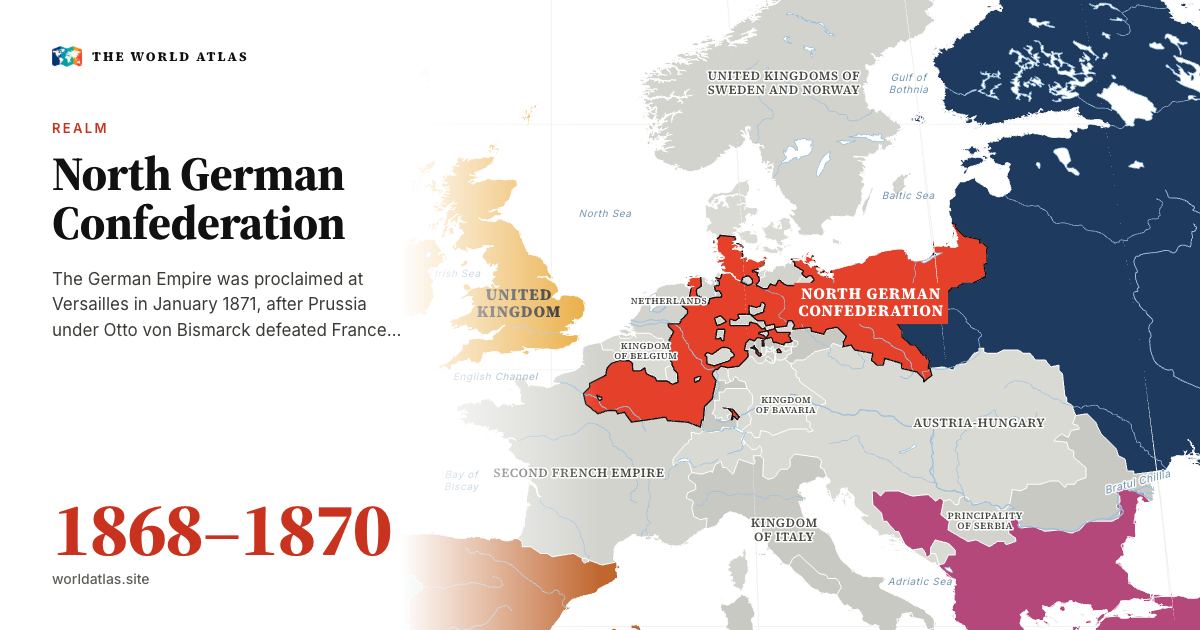 THE WORLD ATLAS
REALM
North German
Confederation
The German Empire was proclaimed at
Versailles in January 1871, after Prussia
under Otto von Bismarck defeated France...
1868–1870
worldatlas.site
UNITED KINGDOMS OF
SWEDEN AND NORWAY
Gulf of
Bothnia
Baltic Sea
North Sea
Irish Sea
UNITED
KINGDOM
NETHERLANDS
NORTH GERMAN
CONFEDERATION
KINGDOM
OF BELGIUM
English Channel
KINGDOM
OF BAVARIA
AUSTRIA-HUNGARY
Bay of
Biscay
SECOND FRENCH EMPIRE
Bratul Chilia
PRINCIPALITY
OF SERBIA
KINGDOM
OF ITALY
Adriatic Sea